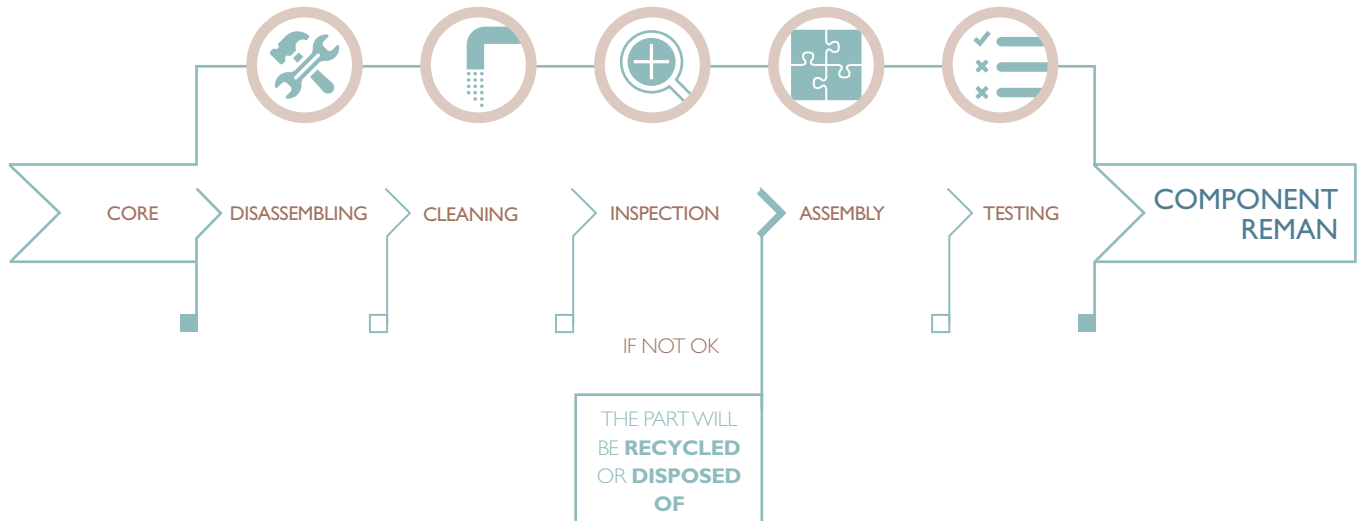 CORE
DISASSEMBLING
CLEANING
INSPECTION
ASSEMBLY
TESTING
COMPONENT
REMAN
IF NOT OK
THE PART WILL
BE RECYCLED
OR DISPOSED
OF